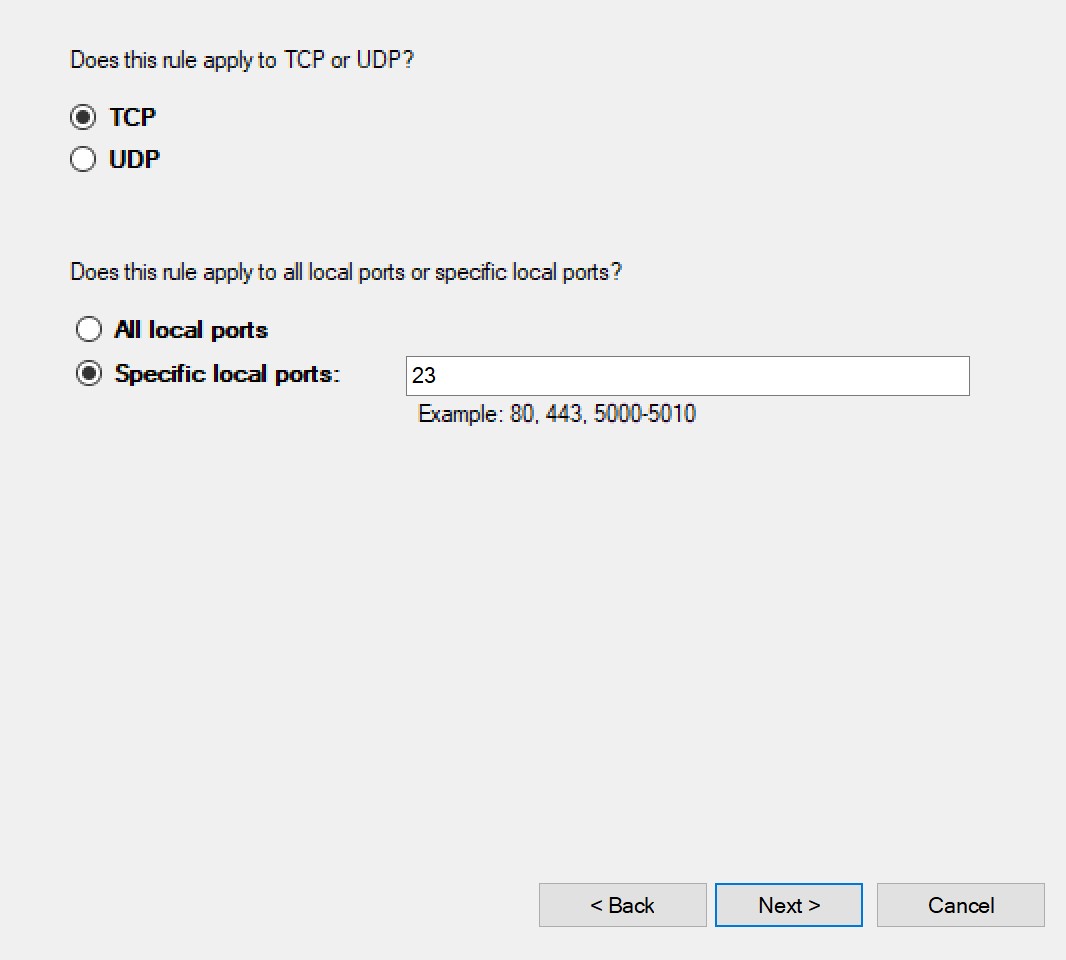 Does this rule apply to TCP or UDP?
TCP
UDP
Does this rule apply to all local ports or specific local ports?
All local ports
Specific local ports: 23
Example: 80, 443, 5000-5010
< Back Next > Cancel